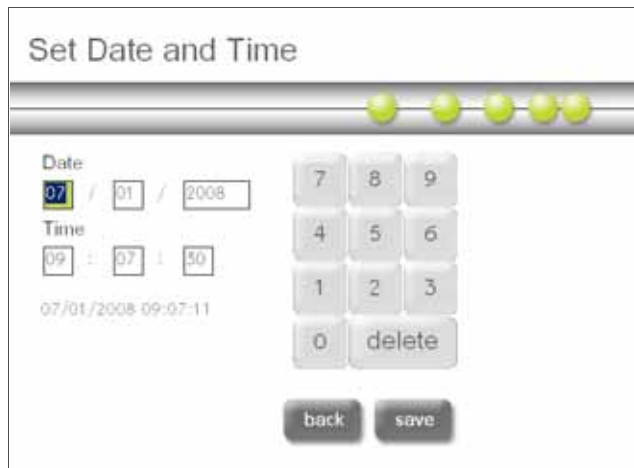 Set Date and Time
Date
07 / 01 / 2008
Time
09 : 07 : 50
07/01/2008 09:07:11
7 8 9
4 5 6
1 2 3
0 delete
back save